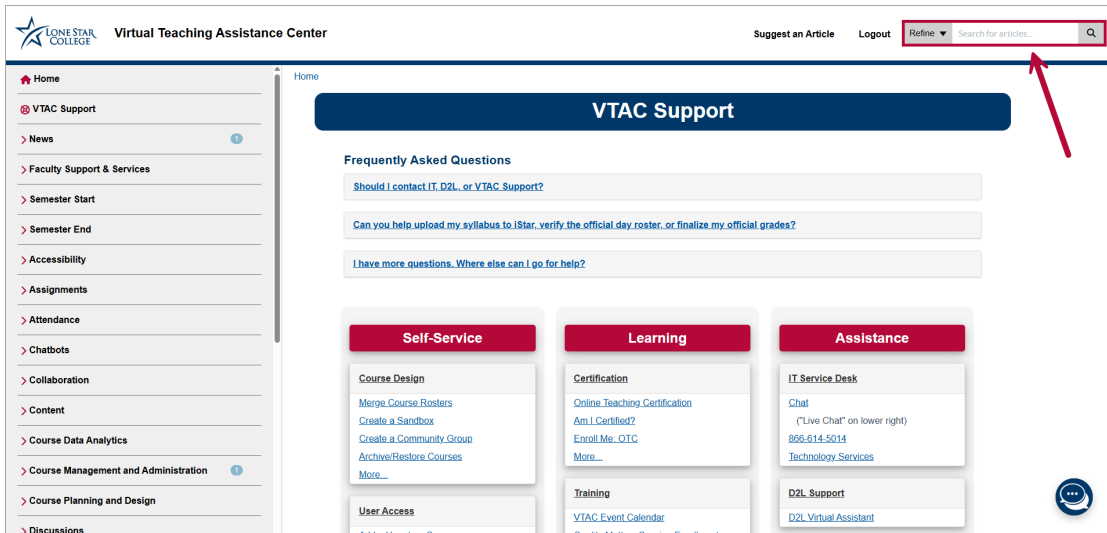 LONE STAR
COLLEGE
Virtual Teaching Assistance Center
Suggest an Article
Logout
Refine ▼
Search for articles...
Home
VTAC Support
News 1
Faculty Support & Services
Semester Start
Semester End
Accessibility
Assignments
Attendance
Chatbots
Collaboration
Content
Course Data Analytics
Course Management and Administration 1
Course Planning and Design
Discussions
Home
VTAC Support
Frequently Asked Questions
Should I contact IT, D2L, or VTAC Support?
Can you help upload my syllabus to iStar, verify the official day roster, or finalize my official grades?
I have more questions. Where else can I go for help?
Self-Service
Course Design
Merge Course Rosters
Create a Sandbox
Create a Community Group
Archive/Restore Courses
More...
User Access
Learning
Certification
Online Teaching Certification
Am I Certified?
Enroll Me: OTC
More...
Training
VTAC Event Calendar
Assistance
IT Service Desk
Chat
("Live Chat" on lower right)
866-614-5014
Technology Services
D2L Support
D2L Virtual Assistant